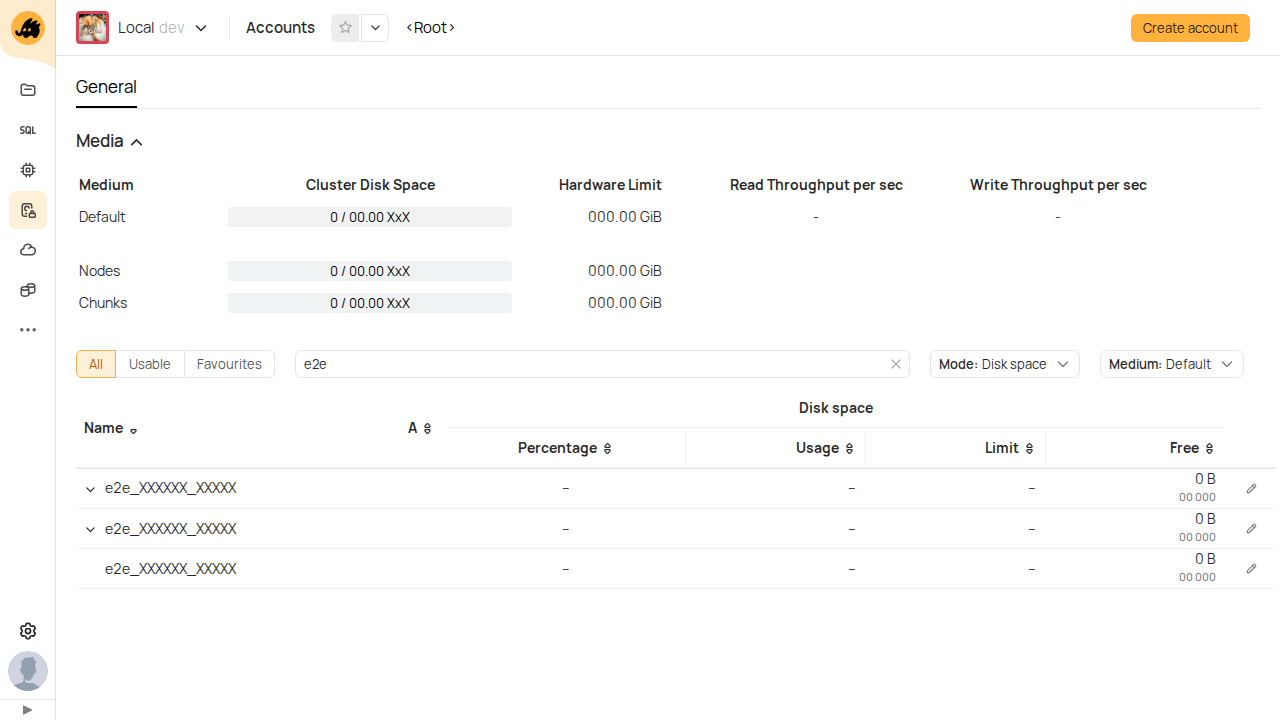 Local dev Accounts <Root> Create account
SQL
General
Media
Medium Cluster Disk Space Hardware Limit Read Throughput per sec Write Throughput per sec
Default 0 / 00.00 XxX 000.00 GiB - -
Nodes 0 / 00.00 XxX 000.00 GiB
Chunks 0 / 00.00 XxX 000.00 GiB
All Usable Favourites e2e Mode: Disk space Medium: Default
Disk space
Name A
Percentage Usage Limit Free
e2e_XXXXXX_XXXXX – – – 0 B
00 000
e2e_XXXXXX_XXXXX – – – 0 B
00 000
e2e_XXXXXX_XXXXX – – – 0 B
00 000